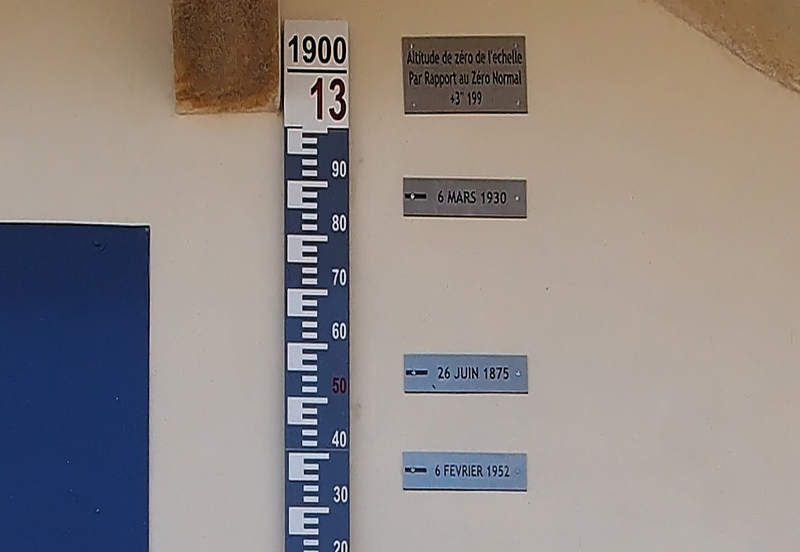 1900
13
90
80
70
60
50
40
30
20
Altitude de zéro de l'echelle
Par Rapport au Zéro Normal
+3ᵐ 199
6 MARS 1930
26 JUIN 1875
6 FEVRIER 1952